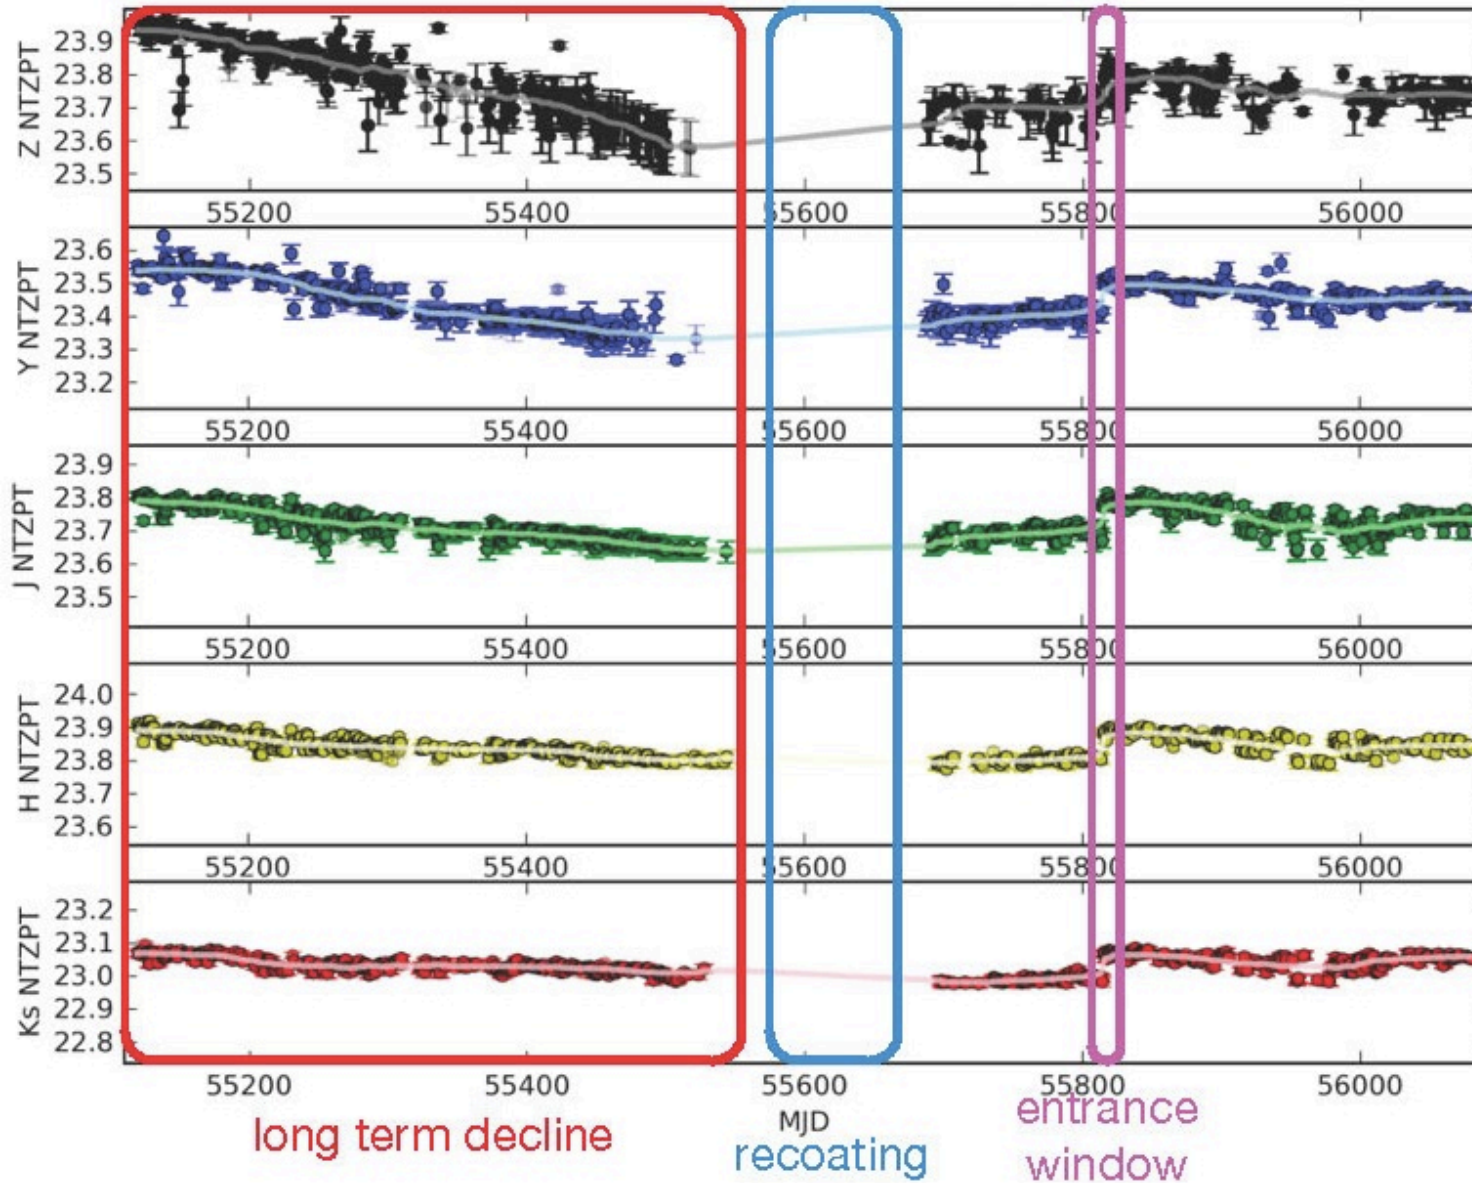 Z NTZPT
23.9
23.8
23.7
23.6
23.5
55200 55400 55600 55800 56000
Y NTZPT
23.6
23.5
23.4
23.3
23.2
55200 55400 55600 55800 56000
J NTZPT
23.9
23.8
23.7
23.6
23.5
55200 55400 55600 55800 56000
H NTZPT
24.0
23.9
23.8
23.7
23.6
55200 55400 55600 55800 56000
Ks NTZPT
23.2
23.1
23.0
22.9
22.8
55200 55400 55600 55800 56000
MJD
long term decline
recoating
entrance
window